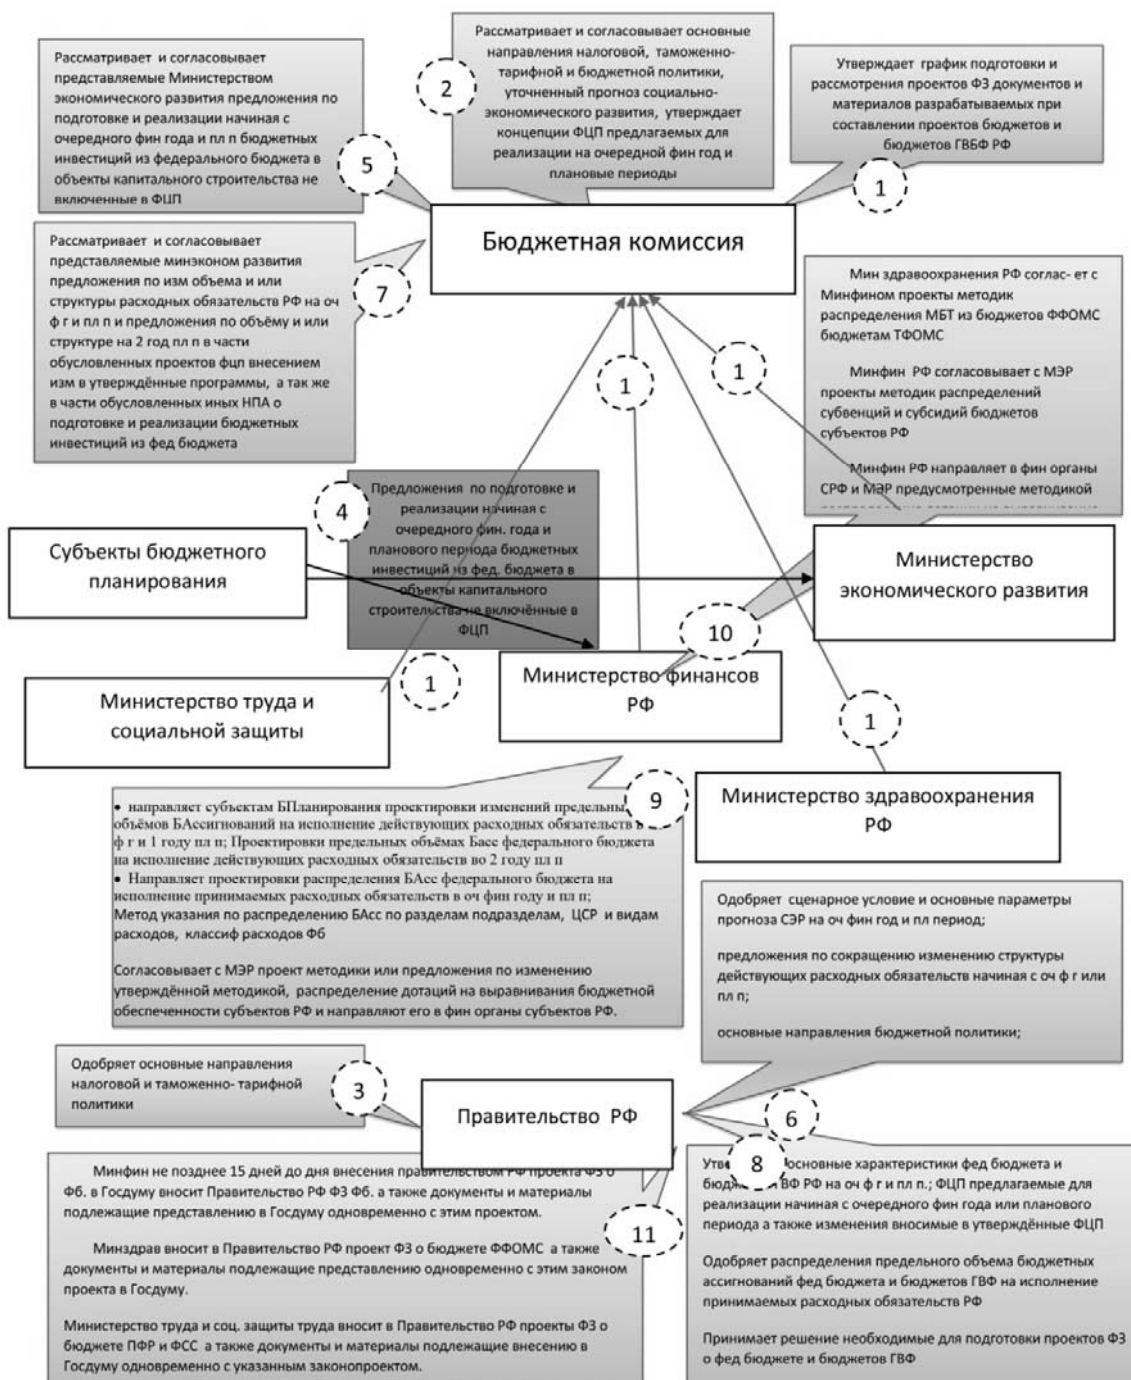 Рассматривает и согласовывает
представляемые Министерством
экономического развития предложения по
подготовке и реализации начиная с
очередного фин года и пл п бюджетных
инвестиций из федерального бюджета в
объекты капитального строительства не
включенные в ФЦП
5
Рассматривает и согласовывает основные
направления налоговой, таможенно-
тарифной и бюджетной политики,
уточненный прогноз социально-
экономического развития, утверждает
концепции ФЦП предлагаемых для
реализации на очередной фин год и
плановые периоды
2
Утверждает график подготовки и
рассмотрения проектов ФЗ документов и
материалов разрабатываемых при
составлении проектов бюджетов и
бюджетов ГВБФ РФ
1
Бюджетная комиссия
Рассматривает и согласовывает
представляемые минэконом развития
предложения по изм объема и или
структуры расходных обязательств РФ на оч
ф г и пл п и предложения по объёму и или
структуре на 2 год пл п в части
обусловленных проектов фцп внесением
изм в утверждённые программы, а так же
в части обусловленных иных НПА о
подготовке и реализации бюджетных
инвестиций из фед бюджета
7
1
1
Мин здравоохранения РФ соглас- ет с
Минфином проекты методик
распределения МБТ из бюджетов ФФОМС
бюджетам ТФОМС
Минфин РФ согласовывает с МЭР
проекты методик распределений
субвенций и субсидий бюджетов
субъектов РФ
Минфин РФ направляет в фин органы
СРФ и МЭР предусмотренные методикой
4
Предложения по подготовке и
реализации начиная с
очередного фин. года и
планового периода бюджетных
инвестиций из фед. бюджета в
объекты капитального
строительства не включённые в
ФЦП
Субъекты бюджетного
планирования
Министерство
экономического развития
10
Министерство финансов
РФ
1
Министерство труда и
социальной защиты
1
Министерство здравоохранения
РФ
9
• направляет субъектам БПланирования проектировки изменений предельны
объёмов БАссигнований на исполнение действующих расходных обязательств в
ф г и 1 году пл п; Проектировки предельных объёмах Басс федерального бюджета
на исполнение действующих расходных обязательств во 2 году пл п
• Направляет проектировки распределения БАсс федерального бюджета на
исполнение принимаемых расходных обязательств в оч фин году и пл п;
Метод указания по распределению БАсс по разделам подразделам, ЦСР и видам
расходов, классиф расходов Фб
Согласовывает с МЭР проект методики или предложения по изменению
утверждённой методикой, распределение дотаций на выравнивания бюджетной
обеспеченности субъектов РФ и направляют его в фин органы субъектов РФ.
Одобряет сценарное условие и основные параметры
прогноза СЭР на оч фин год и пл период;
предложения по сокращению изменению структуры
действующих расходных обязательств начиная с оч ф г или
пл п;
основные направления бюджетной политики;
Одобряет основные направления
налоговой и таможенно- тарифной
политики
3
Правительство РФ
6
8
11
Минфин не позднее 15 дней до дня внесения правительством РФ проекта ФЗ о
Фб. в Госдуму вносит Правительство РФ ФЗ Фб. а также документы и материалы
подлежащие представлению в Госдуму одновременно с этим проектом.
Минздрав вносит в Правительство РФ проект ФЗ о бюджете ФФОМС а также
документы и материалы подлежащие представлению одновременно с этим законом
проекта в Госдуму.
Министерство труда и соц. защиты труда вносит в Правительство РФ проекты ФЗ о
бюджете ПФР и ФСС а также документы и материалы подлежащие внесению в
Госдуму одновременно с указанным законопроектом.
основные характеристики фед бюджета и
РФ на оч ф г и пл п.; ФЦП предлагаемые для
реализации начиная с очередного фин года или планового
периода а также изменения вносимые в утверждённые ФЦП
Одобряет распределения предельного объема бюджетных
ассигнований фед бюджета и бюджетов ГВФ на исполнение
принимаемых расходных обязательств РФ
Принимает решение необходимые для подготовки проектов ФЗ
о фед бюджете и бюджетов ГВФ